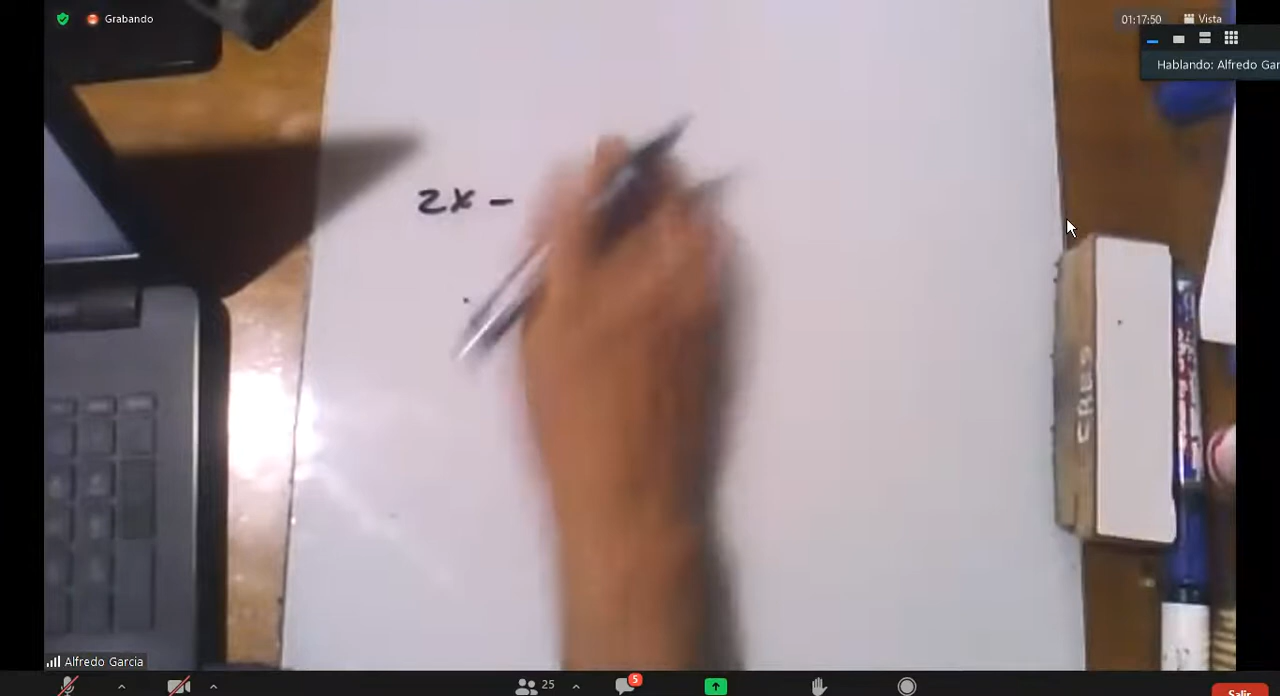 Grabando
01:17:50
Vista
Hablando: Alfredo Gar
2x -
CRES
Alfredo Garcia
25
5
Salir